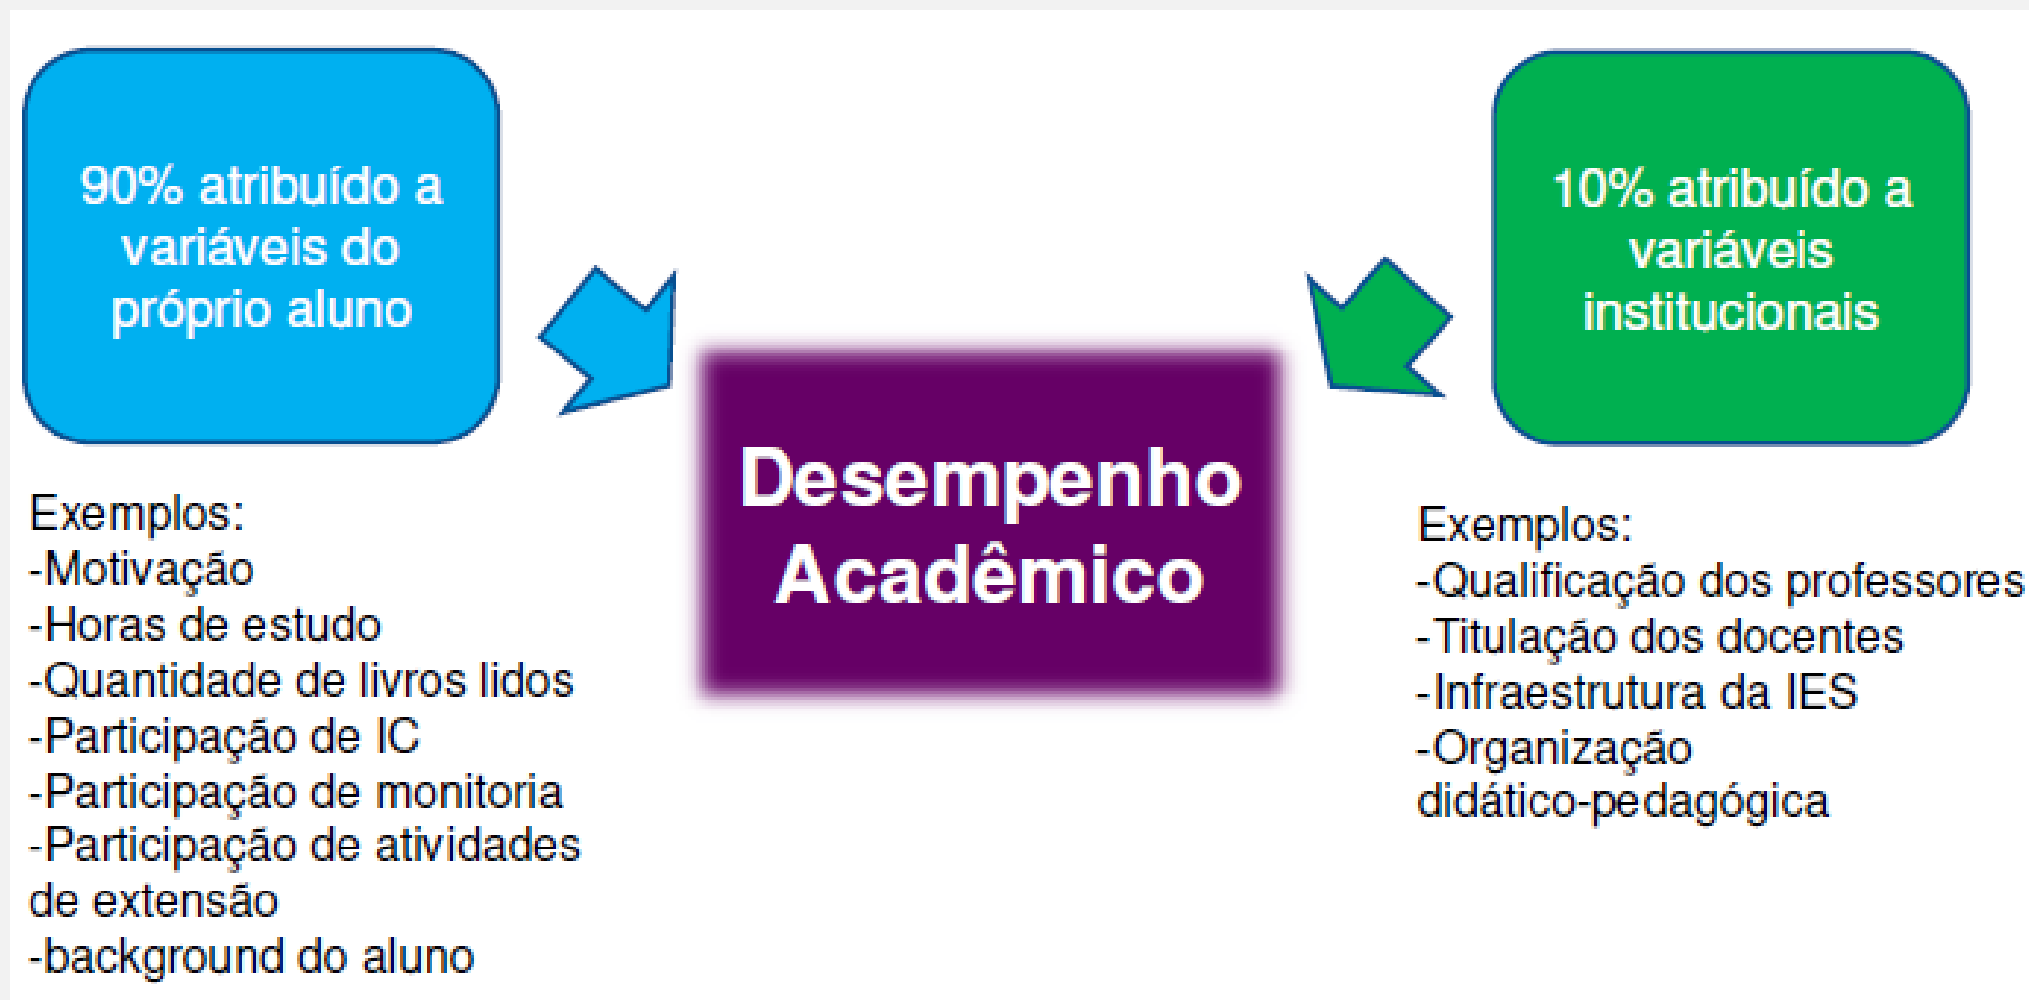 90% atribuído a
variáveis do
próprio aluno
Exemplos:
-Motivação
-Horas de estudo
-Quantidade de livros lidos
-Participação de IC
-Participação de monitoria
-Participação de atividades
de extensão
-background do aluno
Desempenho
Acadêmico
10% atribuído a
variáveis
institucionais
Exemplos:
-Qualificação dos professores
-Titulação dos docentes
-Infraestrutura da IES
-Organização
didático-pedagógica